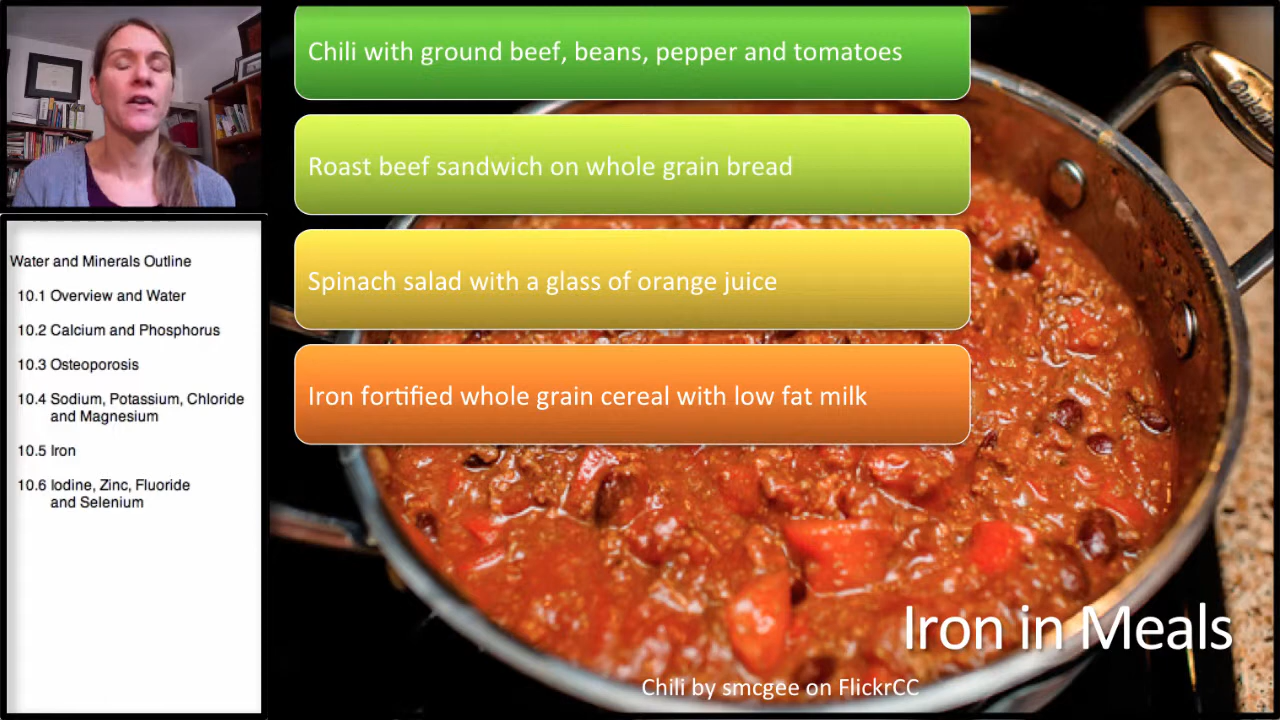 Chili with ground beef, beans, pepper and tomatoes
Roast beef sandwich on whole grain bread
Spinach salad with a glass of orange juice
Iron fortified whole grain cereal with low fat milk
Water and Minerals Outline
10.1 Overview and Water
10.2 Calcium and Phosphorus
10.3 Osteoporosis
10.4 Sodium, Potassium, Chloride
and Magnesium
10.5 Iron
10.6 Iodine, Zinc, Fluoride
and Selenium
Iron in Meals
Chili by smcgee on FlickrCC